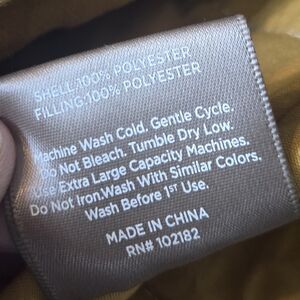 SHELL:100% POLYESTER
FILLING:100% POLYESTER
Machine Wash Cold. Gentle Cycle.
Do Not Bleach. Tumble Dry Low.
Use Extra Large Capacity Machines.
Do Not Iron.Wash With Similar Colors.
Wash Before 1ST Use.
MADE IN CHINA
RN# 102182